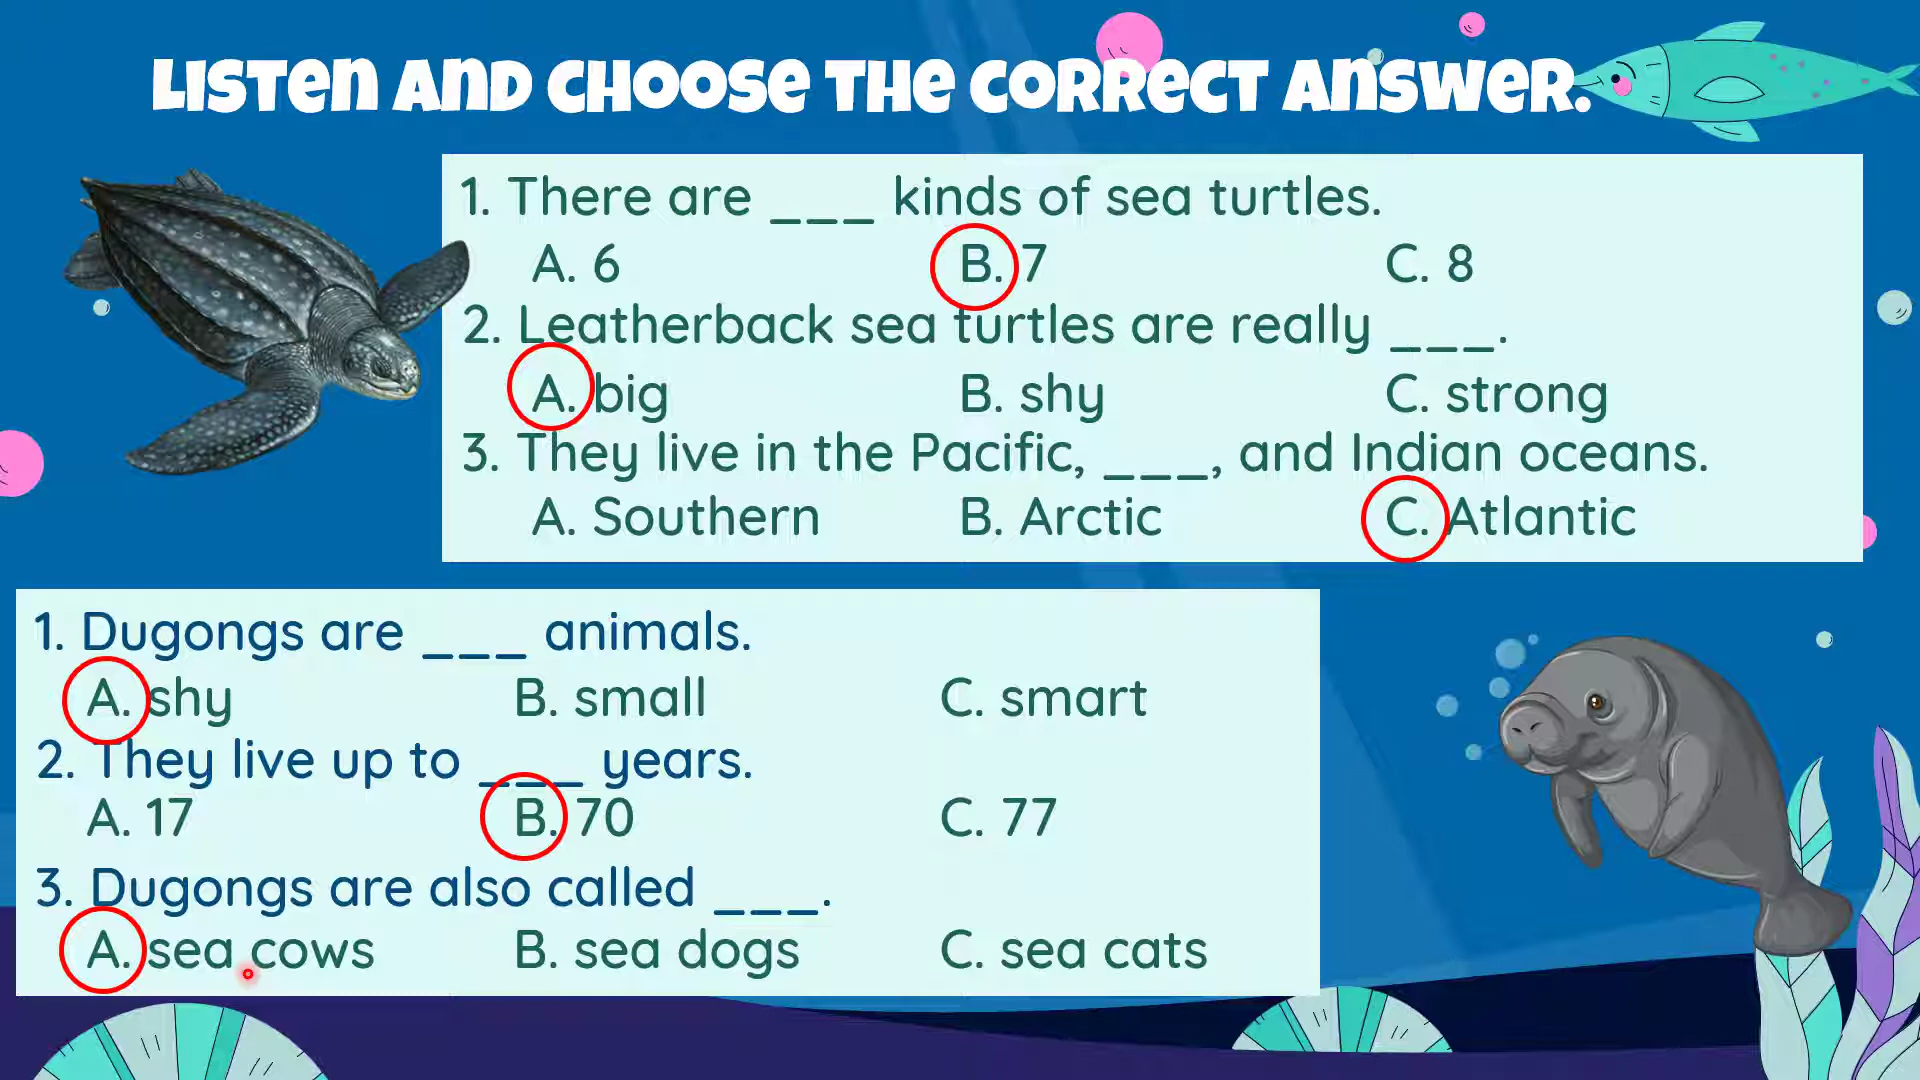 Listen and choose the correct answer.
1. There are ___ kinds of sea turtles.
A. 6 B. 7 C. 8
2. Leatherback sea turtles are really ___.
A. big B. shy C. strong
3. They live in the Pacific, ___, and Indian oceans.
A. Southern B. Arctic C. Atlantic
1. Dugongs are ___ animals.
A. shy B. small C. smart
2. They live up to ___ years.
A. 17 B. 70 C. 77
3. Dugongs are also called ___.
A. sea cows B. sea dogs C. sea cats